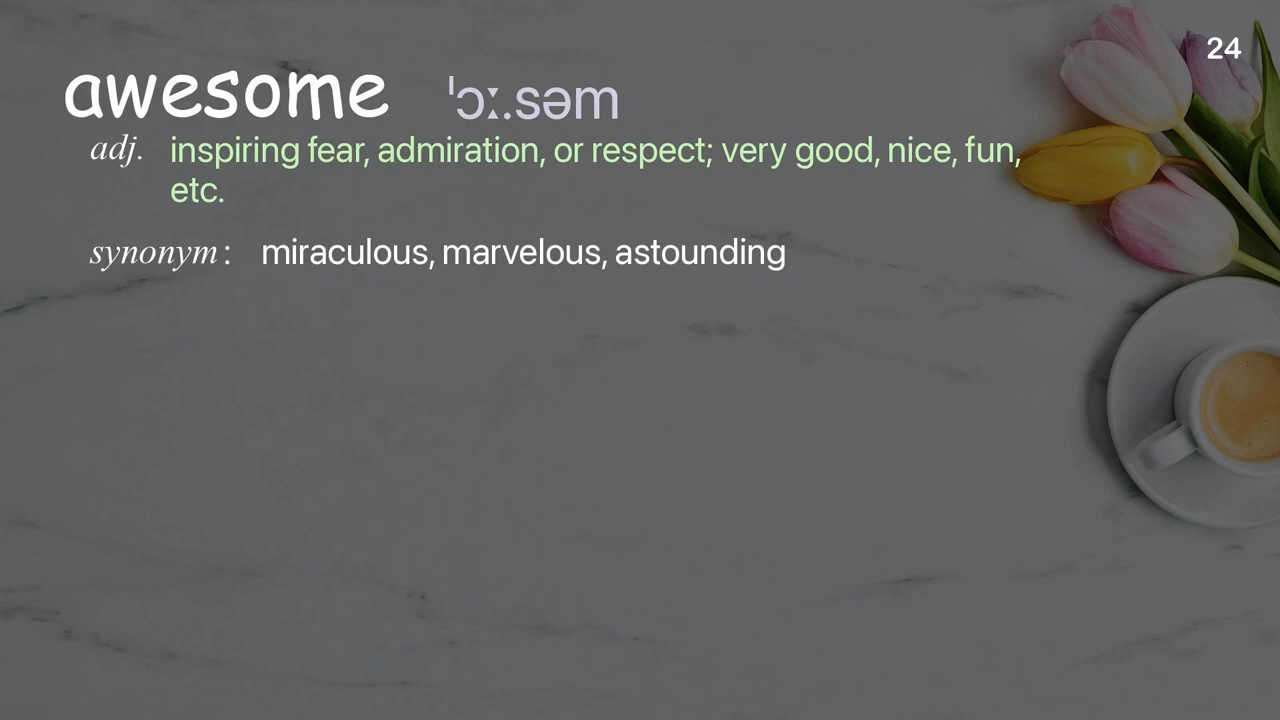 24
awesome ˈɔː.səm
adj. inspiring fear, admiration, or respect; very good, nice, fun,
etc.
synonym : miraculous, marvelous, astounding